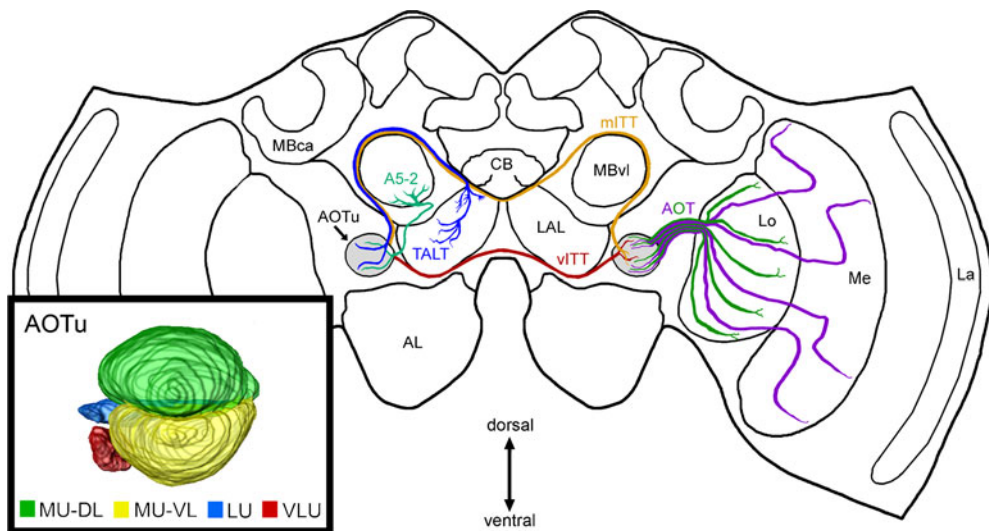 mITT
MBca
CB
MBvl
A5-2
AOTu
AOT
Lo
LAL
TALT
vITT
Me
La
AL
AOTu
dorsal
ventral
MU-DL MU-VL LU VLU